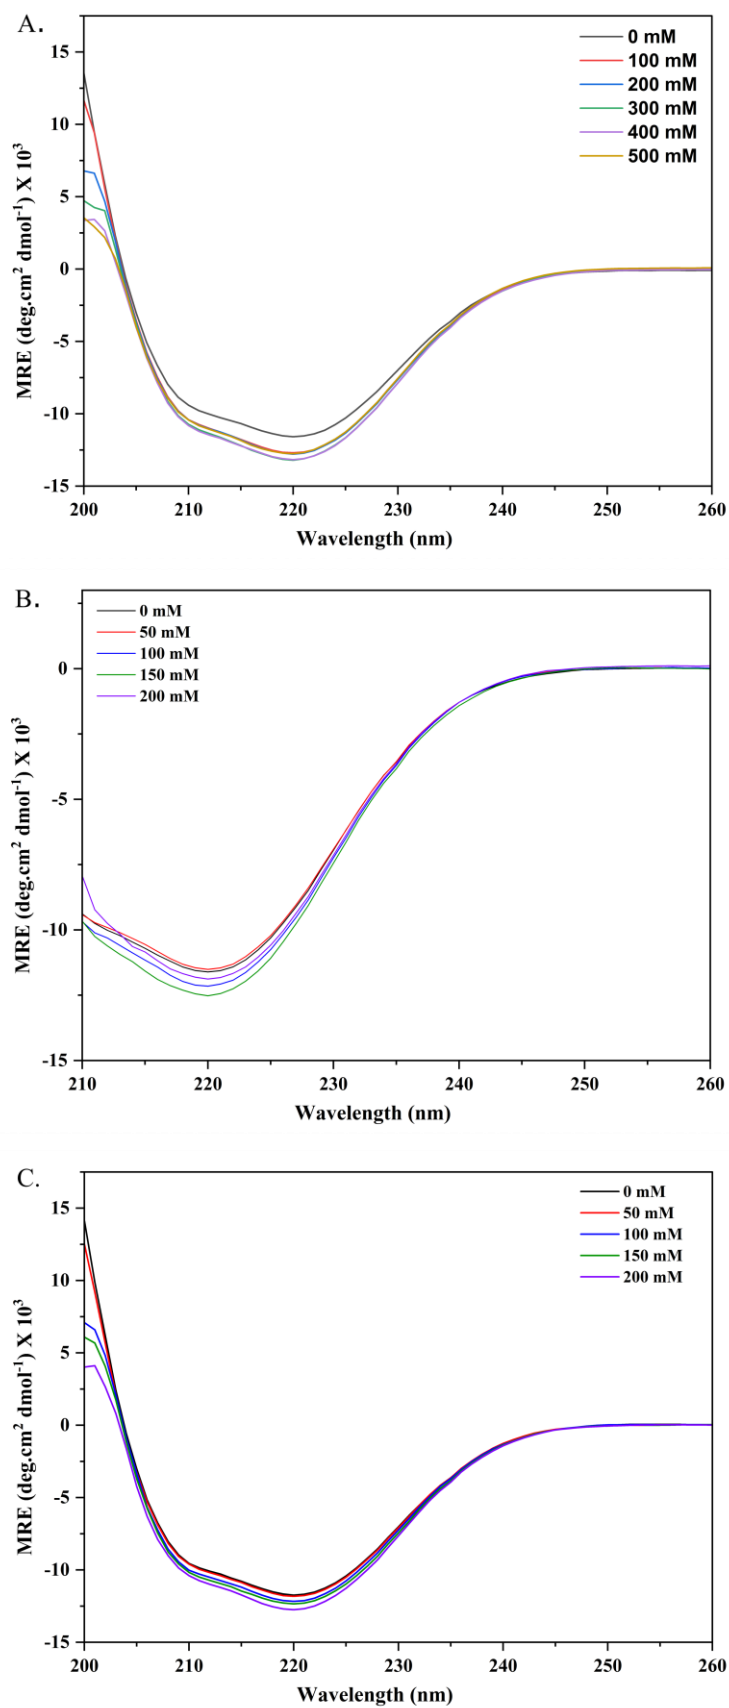 A.
0 mM
100 mM
200 mM
300 mM
400 mM
500 mM
15
10
5
0
-5
-10
-15
MRE (deg.cm² dmol⁻¹) X 10³
200 210 220 230 240 250 260
Wavelength (nm)
B.
0 mM
50 mM
100 mM
150 mM
200 mM
0
-5
-10
-15
MRE (deg.cm² dmol⁻¹) X 10³
210 220 230 240 250 260
Wavelength (nm)
C.
0 mM
50 mM
100 mM
150 mM
200 mM
15
10
5
0
-5
-10
-15
MRE (deg.cm² dmol⁻¹) X 10³
200 210 220 230 240 250 260
Wavelength (nm)